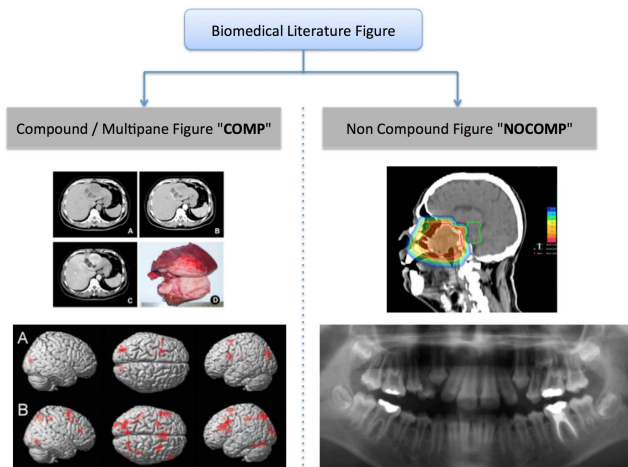 Biomedical Literature Figure
Compound / Multipane Figure "COMP"
Non Compound Figure "NOCOMP"
A
B
C
D
A
B